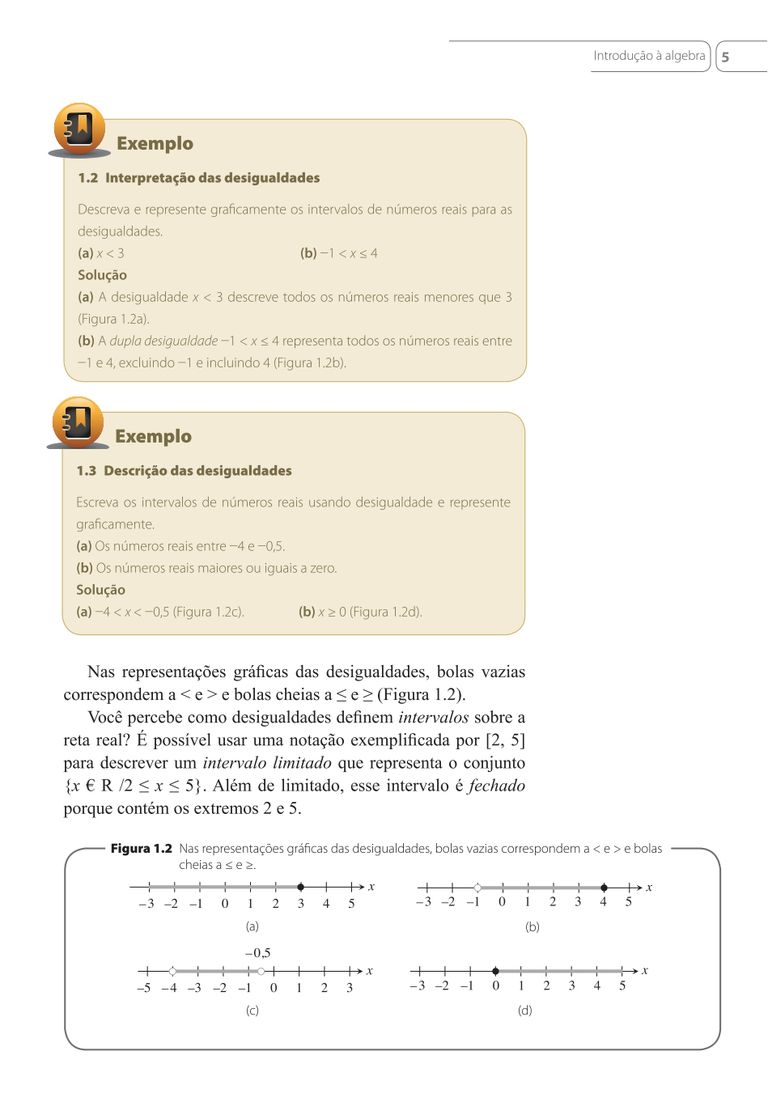 Introdução à algebra 5
Exemplo
1.2 Interpretação das desigualdades
Descreva e represente graficamente os intervalos de números reais para as
desigualdades.
(a) x < 3 (b) −1 < x ≤ 4
Solução
(a) A desigualdade x < 3 descreve todos os números reais menores que 3
(Figura 1.2a).
(b) A dupla desigualdade −1 < x ≤ 4 representa todos os números reais entre
−1 e 4, excluindo −1 e incluindo 4 (Figura 1.2b).
Exemplo
1.3 Descrição das desigualdades
Escreva os intervalos de números reais usando desigualdade e represente
graficamente.
(a) Os números reais entre −4 e −0,5.
(b) Os números reais maiores ou iguais a zero.
Solução
(a) −4 < x < −0,5 (Figura 1.2c). (b) x ≥ 0 (Figura 1.2d).
Nas representações gráficas das desigualdades, bolas vazias
correspondem a < e > e bolas cheias a ≤ e ≥ (Figura 1.2).
Você percebe como desigualdades definem intervalos sobre a
reta real? É possível usar uma notação exemplificada por [2, 5]
para descrever um intervalo limitado que representa o conjunto
{x € R /2 ≤ x ≤ 5}. Além de limitado, esse intervalo é fechado
porque contém os extremos 2 e 5.
Figura 1.2 Nas representações gráficas das desigualdades, bolas vazias correspondem a < e > e bolas
cheias a ≤ e ≥.
x
–3 –2 –1 0 1 2 3 4 5
(a)
x
–3 –2 –1 0 1 2 3 4 5
(b)
–0,5
x
–5 –4 –3 –2 –1 0 1 2 3
(c)
x
–3 –2 –1 0 1 2 3 4 5
(d)